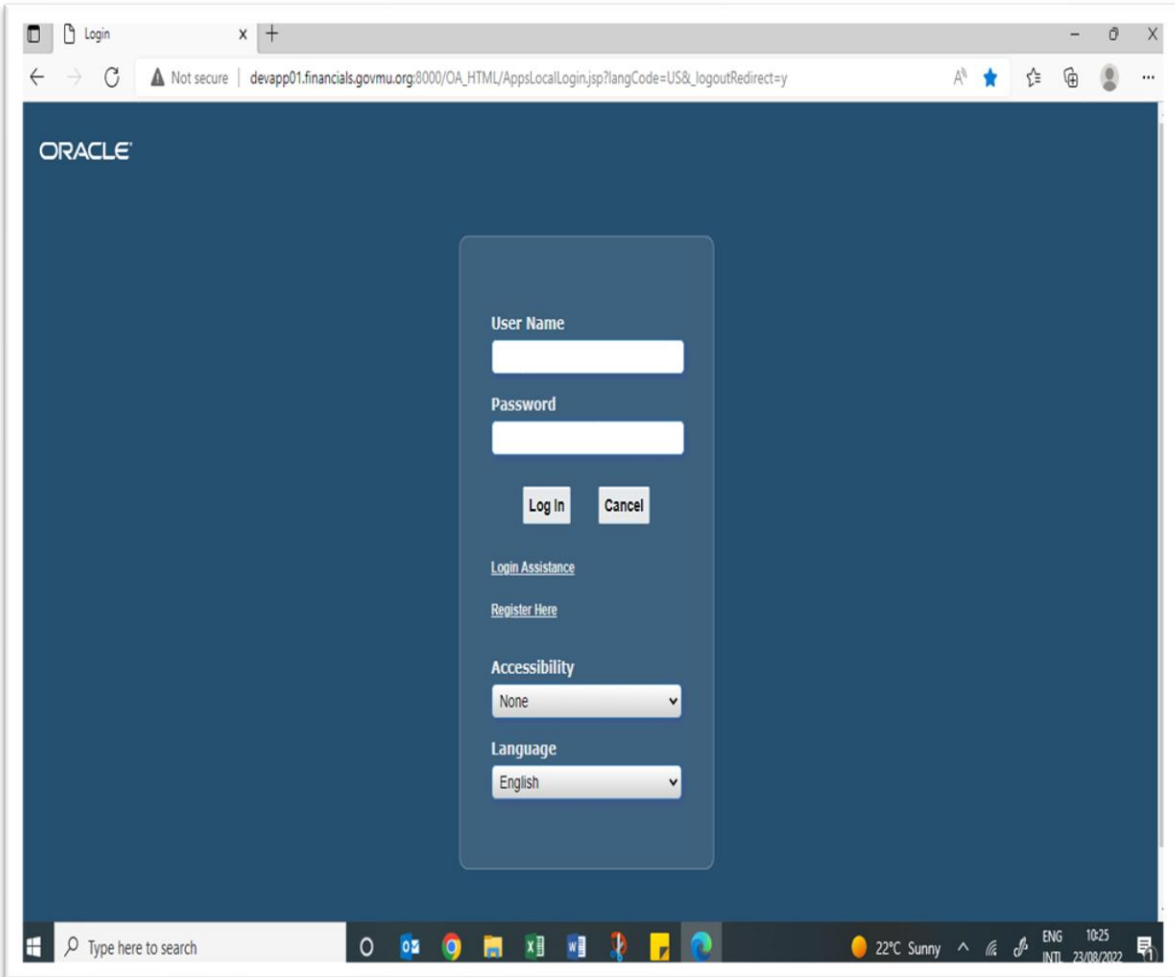 Login
Not secure | devapp01.financials.govmu.org:8000/OA_HTML/AppsLocalLogin.jsp?langCode=US&_logoutRedirect=y
ORACLE
User Name
Password
Log In Cancel
Login Assistance
Register Here
Accessibility
None
Language
English
Type here to search
22°C Sunny
ENG
INTL
10:25
23/08/2022